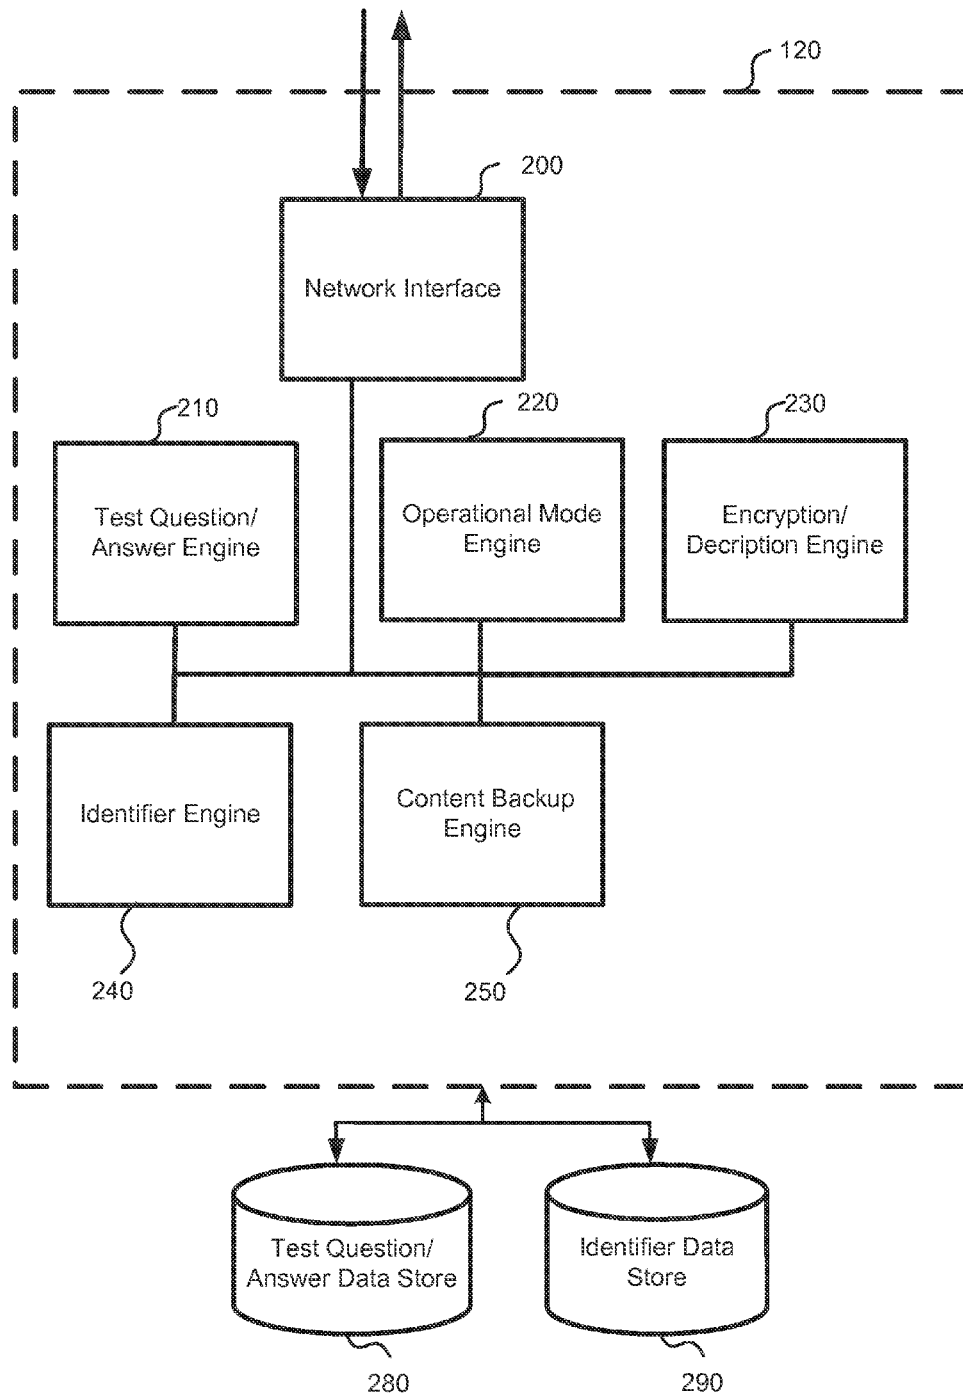 120
200
Network Interface
210
220
230
Test Question/
Answer Engine
Operational Mode
Engine
Encryption/
Decription Engine
Identifier Engine
Content Backup
Engine
240
250
Test Question/
Answer Data Store
Identifier Data
Store
280
290